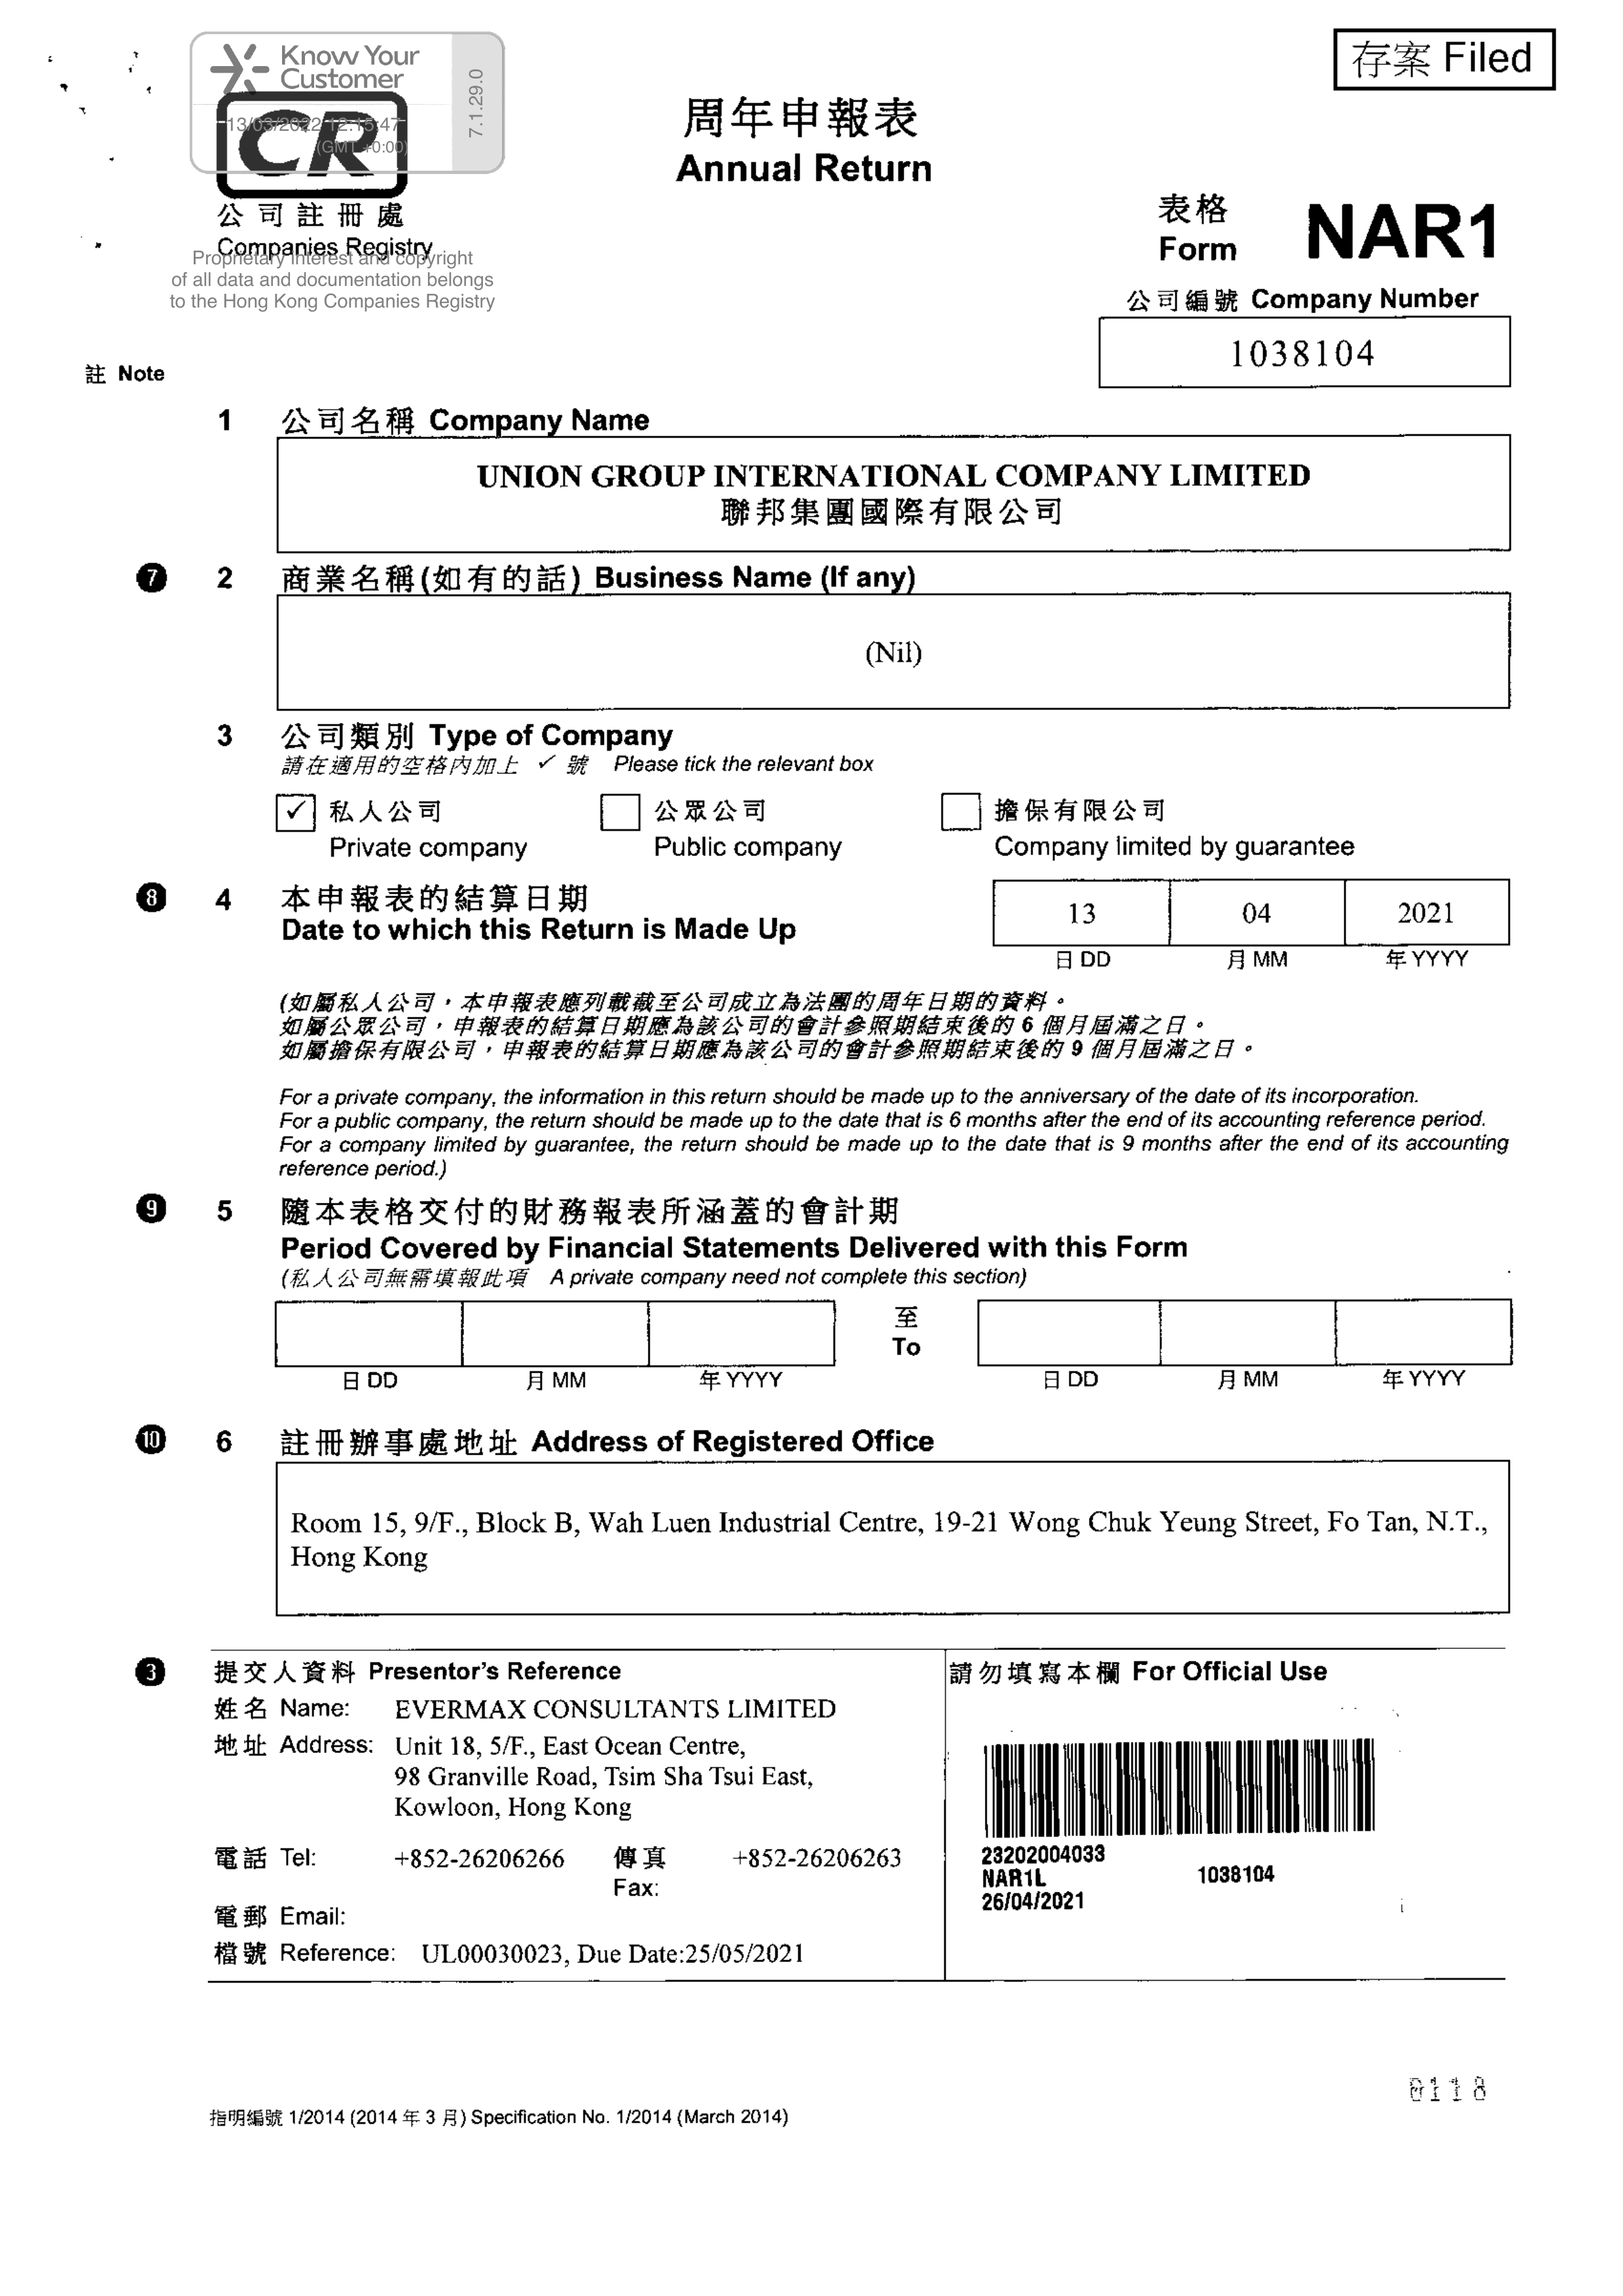 存案 Filed
Know Your
Customer
13/03/2022 12:15:47
(GMT +0:00)
7.1.29.0
CR
公司註冊處
Companies Registry
Proprietary interest and copyright
of all data and documentation belongs
to the Hong Kong Companies Registry
周年申報表
Annual Return
表格
Form NAR1
公司編號 Company Number
1038104
註 Note
1 公司名稱 Company Name
UNION GROUP INTERNATIONAL COMPANY LIMITED
聯邦集團國際有限公司
7 2 商業名稱(如有的話) Business Name (If any)
(Nil)
3 公司類別 Type of Company
請在適用的空格內加上 ✓ 號 Please tick the relevant box
✓ 私人公司 公眾公司 擔保有限公司
Private company Public company Company limited by guarantee
8 4 本申報表的結算日期
Date to which this Return is Made Up
13 04 2021
日 DD 月 MM 年 YYYY
(如屬私人公司，本申報表應列載截至公司成立為法團的周年日期的資料。
如屬公眾公司，申報表的結算日期應為該公司的會計參照期結束後的 6 個月屆滿之日。
如屬擔保有限公司，申報表的結算日期應為該公司的會計參照期結束後的 9 個月屆滿之日。
For a private company, the information in this return should be made up to the anniversary of the date of its incorporation.
For a public company, the return should be made up to the date that is 6 months after the end of its accounting reference period.
For a company limited by guarantee, the return should be made up to the date that is 9 months after the end of its accounting
reference period.)
9 5 隨本表格交付的財務報表所涵蓋的會計期
Period Covered by Financial Statements Delivered with this Form
(私人公司無需填報此項 A private company need not complete this section)
至
To
日 DD 月 MM 年 YYYY 日 DD 月 MM 年 YYYY
10 6 註冊辦事處地址 Address of Registered Office
Room 15, 9/F., Block B, Wah Luen Industrial Centre, 19-21 Wong Chuk Yeung Street, Fo Tan, N.T.,
Hong Kong
3 提交人資料 Presentor's Reference
姓名 Name: EVERMAX CONSULTANTS LIMITED
地址 Address: Unit 18, 5/F., East Ocean Centre,
98 Granville Road, Tsim Sha Tsui East,
Kowloon, Hong Kong
電話 Tel: +852-26206266 傳真 +852-26206263
Fax:
電郵 Email:
檔號 Reference: UL00030023, Due Date:25/05/2021
請勿填寫本欄 For Official Use
23202004033
NAR1L 1038104
26/04/2021
0118
指明編號 1/2014 (2014 年 3 月) Specification No. 1/2014 (March 2014)